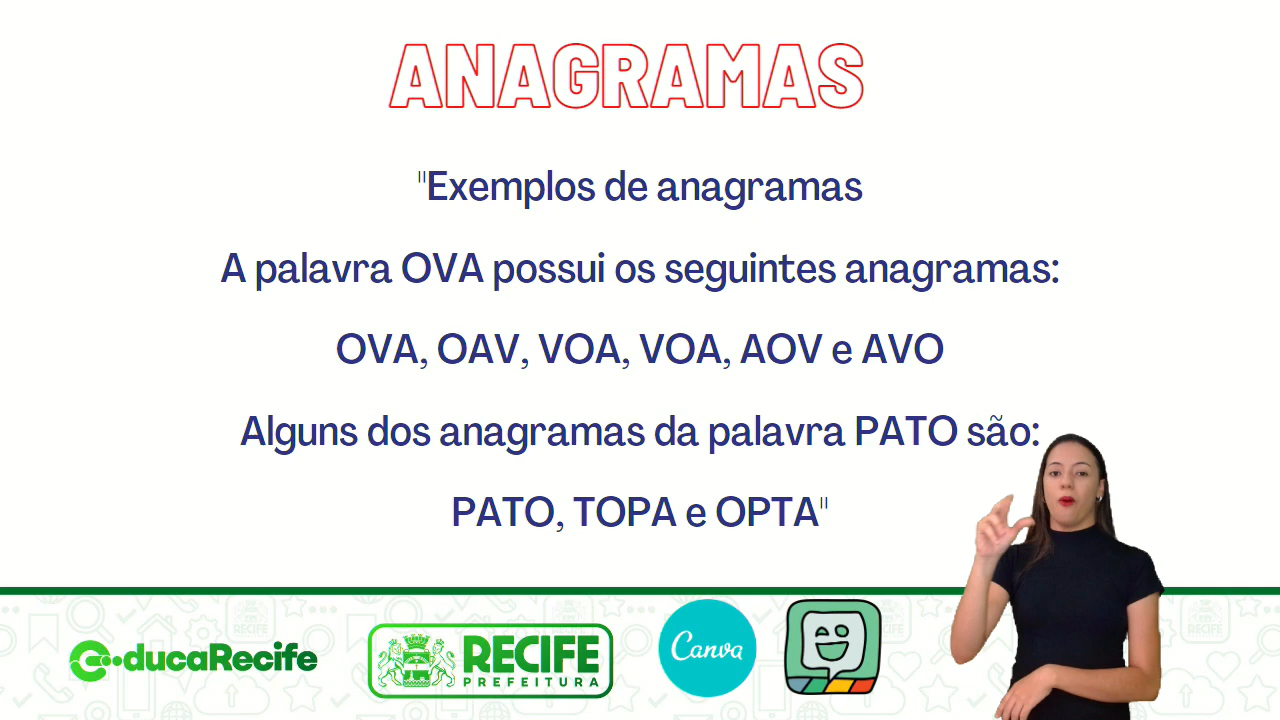 ANAGRAMAS
"Exemplos de anagramas
A palavra OVA possui os seguintes anagramas:
OVA, OAV, VOA, VOA, AOV e AVO
Alguns dos anagramas da palavra PATO são:
PATO, TOPA e OPTA"
educaRecife
RECIFE
PREFEITURA
Canva